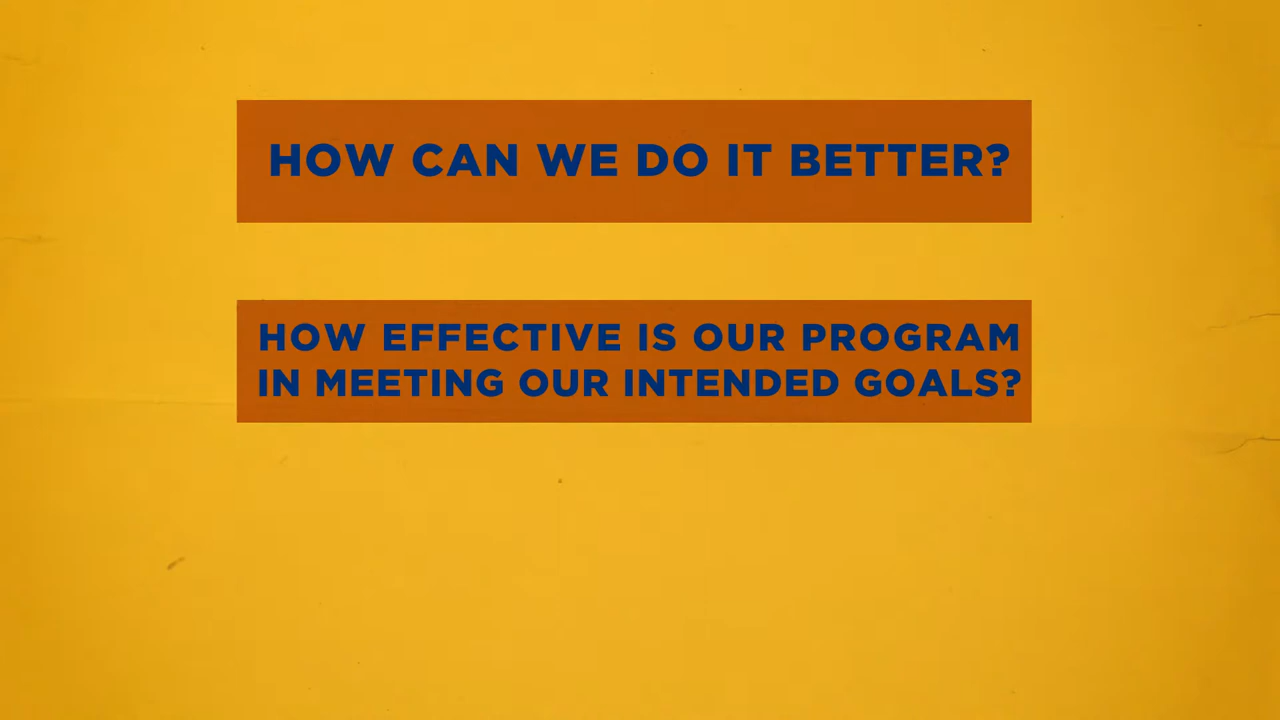 HOW CAN WE DO IT BETTER?
HOW EFFECTIVE IS OUR PROGRAM
IN MEETING OUR INTENDED GOALS?